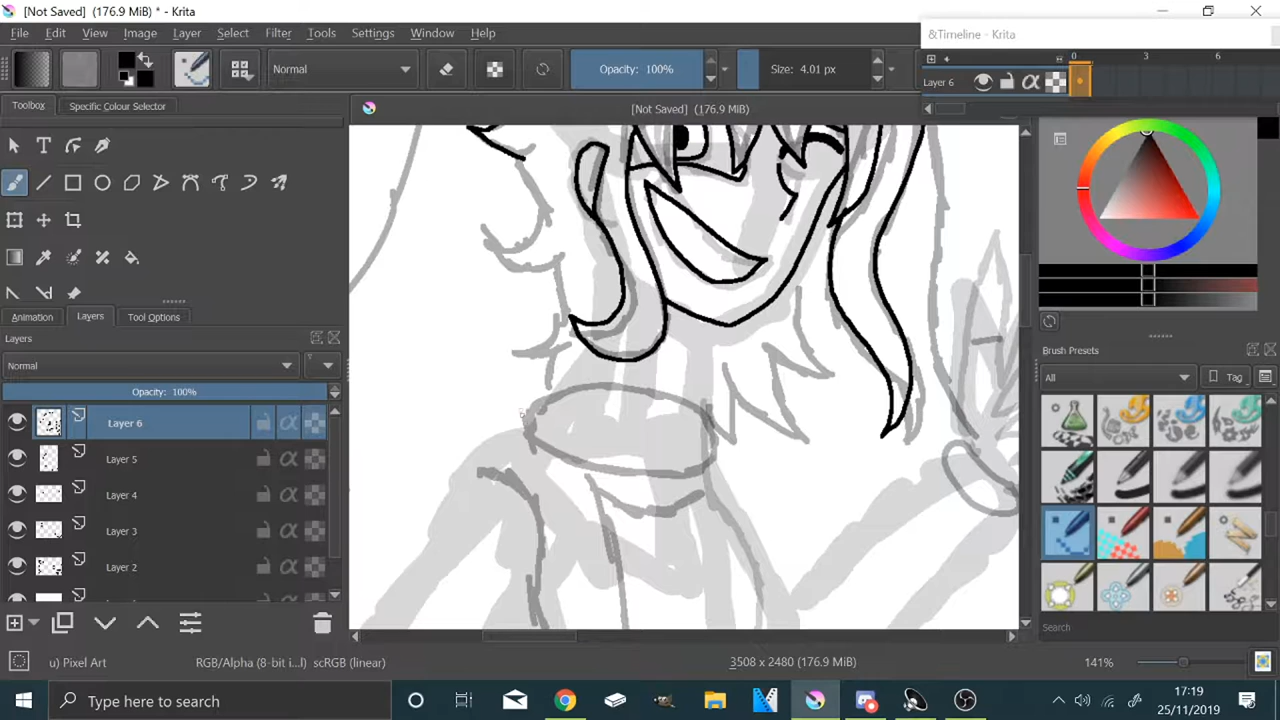 [Not Saved] (176.9 MiB) * - Krita
File Edit View Image Layer Select Filter Tools Settings Window Help
&Timeline - Krita
Normal
Opacity: 100%
Size: 4.01 px
0 3 6
Layer 6
Toolbox
Specific Colour Selector
[Not Saved] (176.9 MiB)
Animation
Layers
Tool Options
Layers
Normal
Opacity: 100%
Layer 6
Layer 5
Layer 4
Layer 3
Layer 2
Brush Presets
All
Tag
Search
u) Pixel Art
RGB/Alpha (8-bit i...l) scRGB (linear)
3508 x 2480 (176.9 MiB)
141%
Type here to search
17:19
25/11/2019